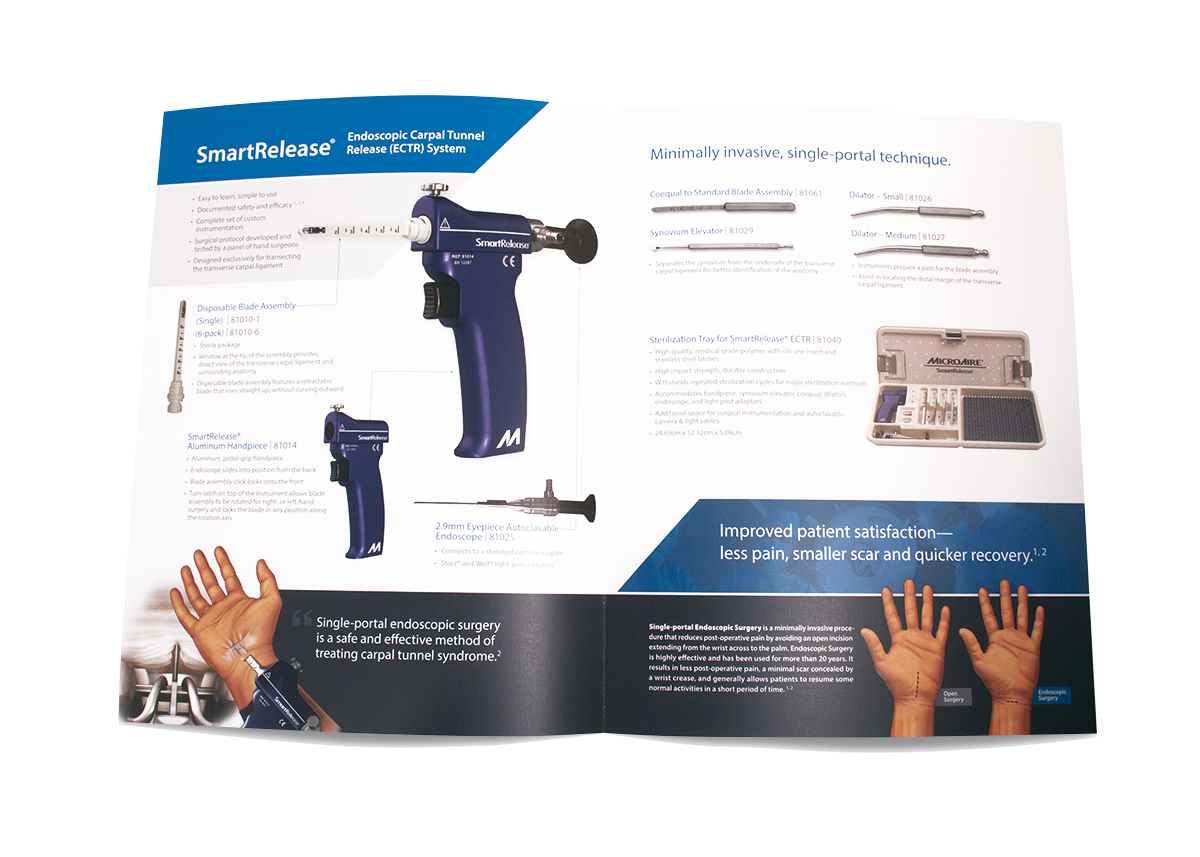 SmartRelease®
Endoscopic Carpal Tunnel
Release (ECTR) System
• Easy to learn, simple to use
• Documented safety and efficacy 1, 2, 3
• Complete set of custom
instrumentation
• Surgical protocol developed and
tested by a panel of hand surgeons
• Designed exclusively for transecting
the transverse carpal ligament
SmartRelease®
REF 81014
CE
Disposable Blade Assembly
(Single) | 81010-1
(6-pack) | 81010-6
• Sterile package
• Window at the tip of the assembly provides
direct view of the transverse carpal ligament and
surrounding anatomy
• Disposable blade assembly features a retractable
blade that rises straight up, without curving outward
SmartRelease®
Aluminum Handpiece | 81014
• Aluminum, pistol-grip handpiece
• Endoscope slides into position from the back
• Blade assembly click-locks onto the front
• Turn-latch on top of the instrument allows blade
assembly to be rotated for right- or left-hand
surgery and locks the blade in any position along
the rotation axis
SmartRelease
CE
2.9mm Eyepiece Autoclavable
Endoscope | 81025
• Connects to a standard camera coupler
• Storz® and Wolf® light-post adapters
“ Single-portal endoscopic surgery
is a safe and effective method of
treating carpal tunnel syndrome.2
SmartRelease
CE
Minimally invasive, single-portal technique.
Coequal to Standard Blade Assembly | 81061
Synovium Elevator | 81029
• Separates the synovium from the underside of the transverse
carpal ligament for better identification of the anatomy
Dilator – Small | 81026
Dilator – Medium | 81027
• Instruments prepare a path for the blade assembly
• Assist in locating the distal margin of the transverse
carpal ligament
Sterilization Tray for SmartRelease® ECTR | 81040
• High-quality, medical-grade polymer with silicone insert and
stainless steel latches
• High impact strength, durable construction
• Withstands repeated sterilization cycles for major sterilization methods
• Accommodates handpiece, synovium elevator, coequal, dilators,
endoscope, and light post adapters
• Additional space for surgical instrumentation and autoclavable
camera & light cables
• 24.89cm x 52.32cm x 5.08cm
MICROAIRE®
SmartRelease®
Improved patient satisfaction—
less pain, smaller scar and quicker recovery.1, 2
Single-portal Endoscopic Surgery is a minimally invasive proce-
dure that reduces post-operative pain by avoiding an open incision
extending from the wrist across to the palm. Endoscopic Surgery
is highly effective and has been used for more than 20 years. It
results in less post-operative pain, a minimal scar concealed by
a wrist crease, and generally allows patients to resume some
normal activities in a short period of time. 1, 2
Open
Surgery
Endoscopic
Surgery